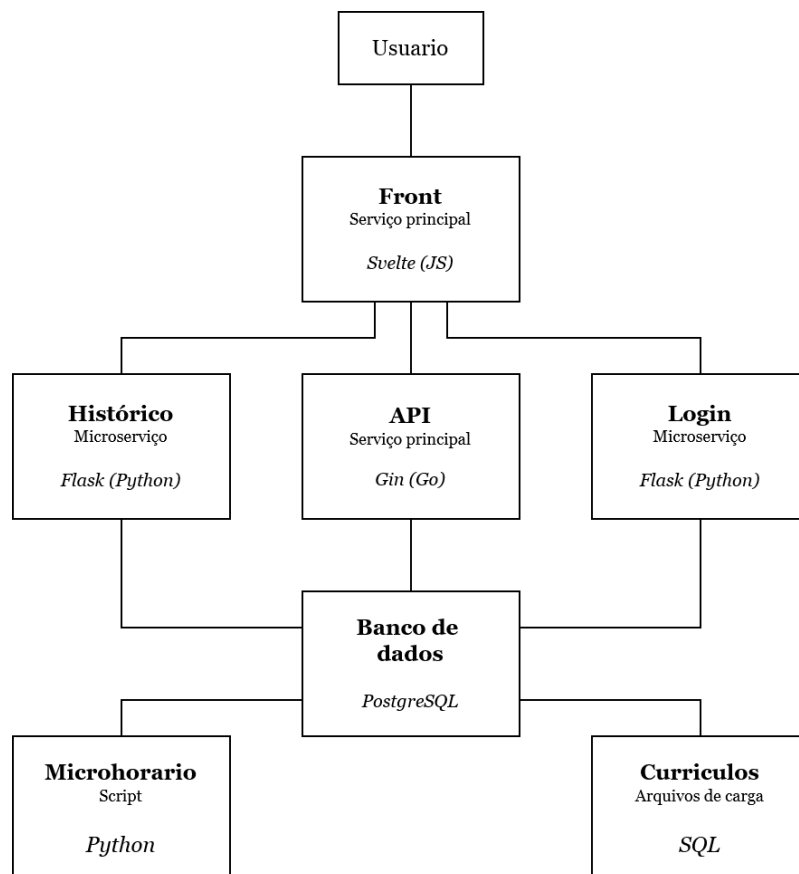 Usuario
Front
Serviço principal
Svelte (JS)
Histórico
Microserviço
Flask (Python)
API
Serviço principal
Gin (Go)
Login
Microserviço
Flask (Python)
Banco de
dados
PostgreSQL
Microhorario
Script
Python
Curriculos
Arquivos de carga
SQL